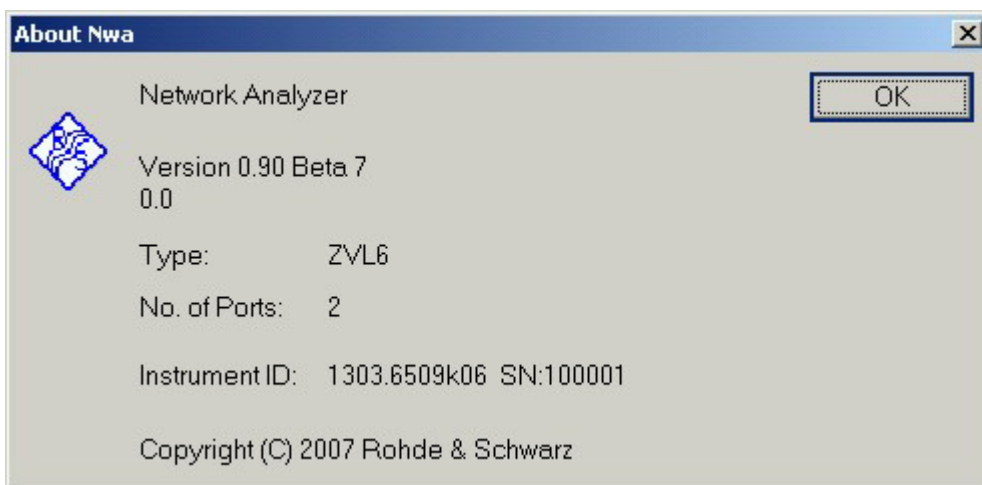 About Nwa
Network Analyzer
OK
Version 0.90 Beta 7
0.0
Type: ZVL6
No. of Ports: 2
Instrument ID: 1303.6509k06 SN:100001
Copyright (C) 2007 Rohde & Schwarz